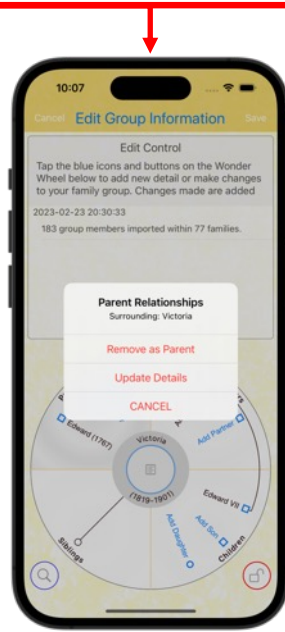 10:07
Cancel Edit Group Information Save
Edit Control
Tap the blue icons and buttons on the Wonder
Wheel below to add new detail or make changes
to your family group. Changes made are added
2023-02-23 20:30:33
183 group members imported within 77 families.
Parent Relationships
Surrounding: Victoria
Remove as Parent
Update Details
CANCEL
Edward (1767)
Victoria
(1819-1901)
Add Partner
Edward VII
Add Son
Add Daughter
Children
Siblings